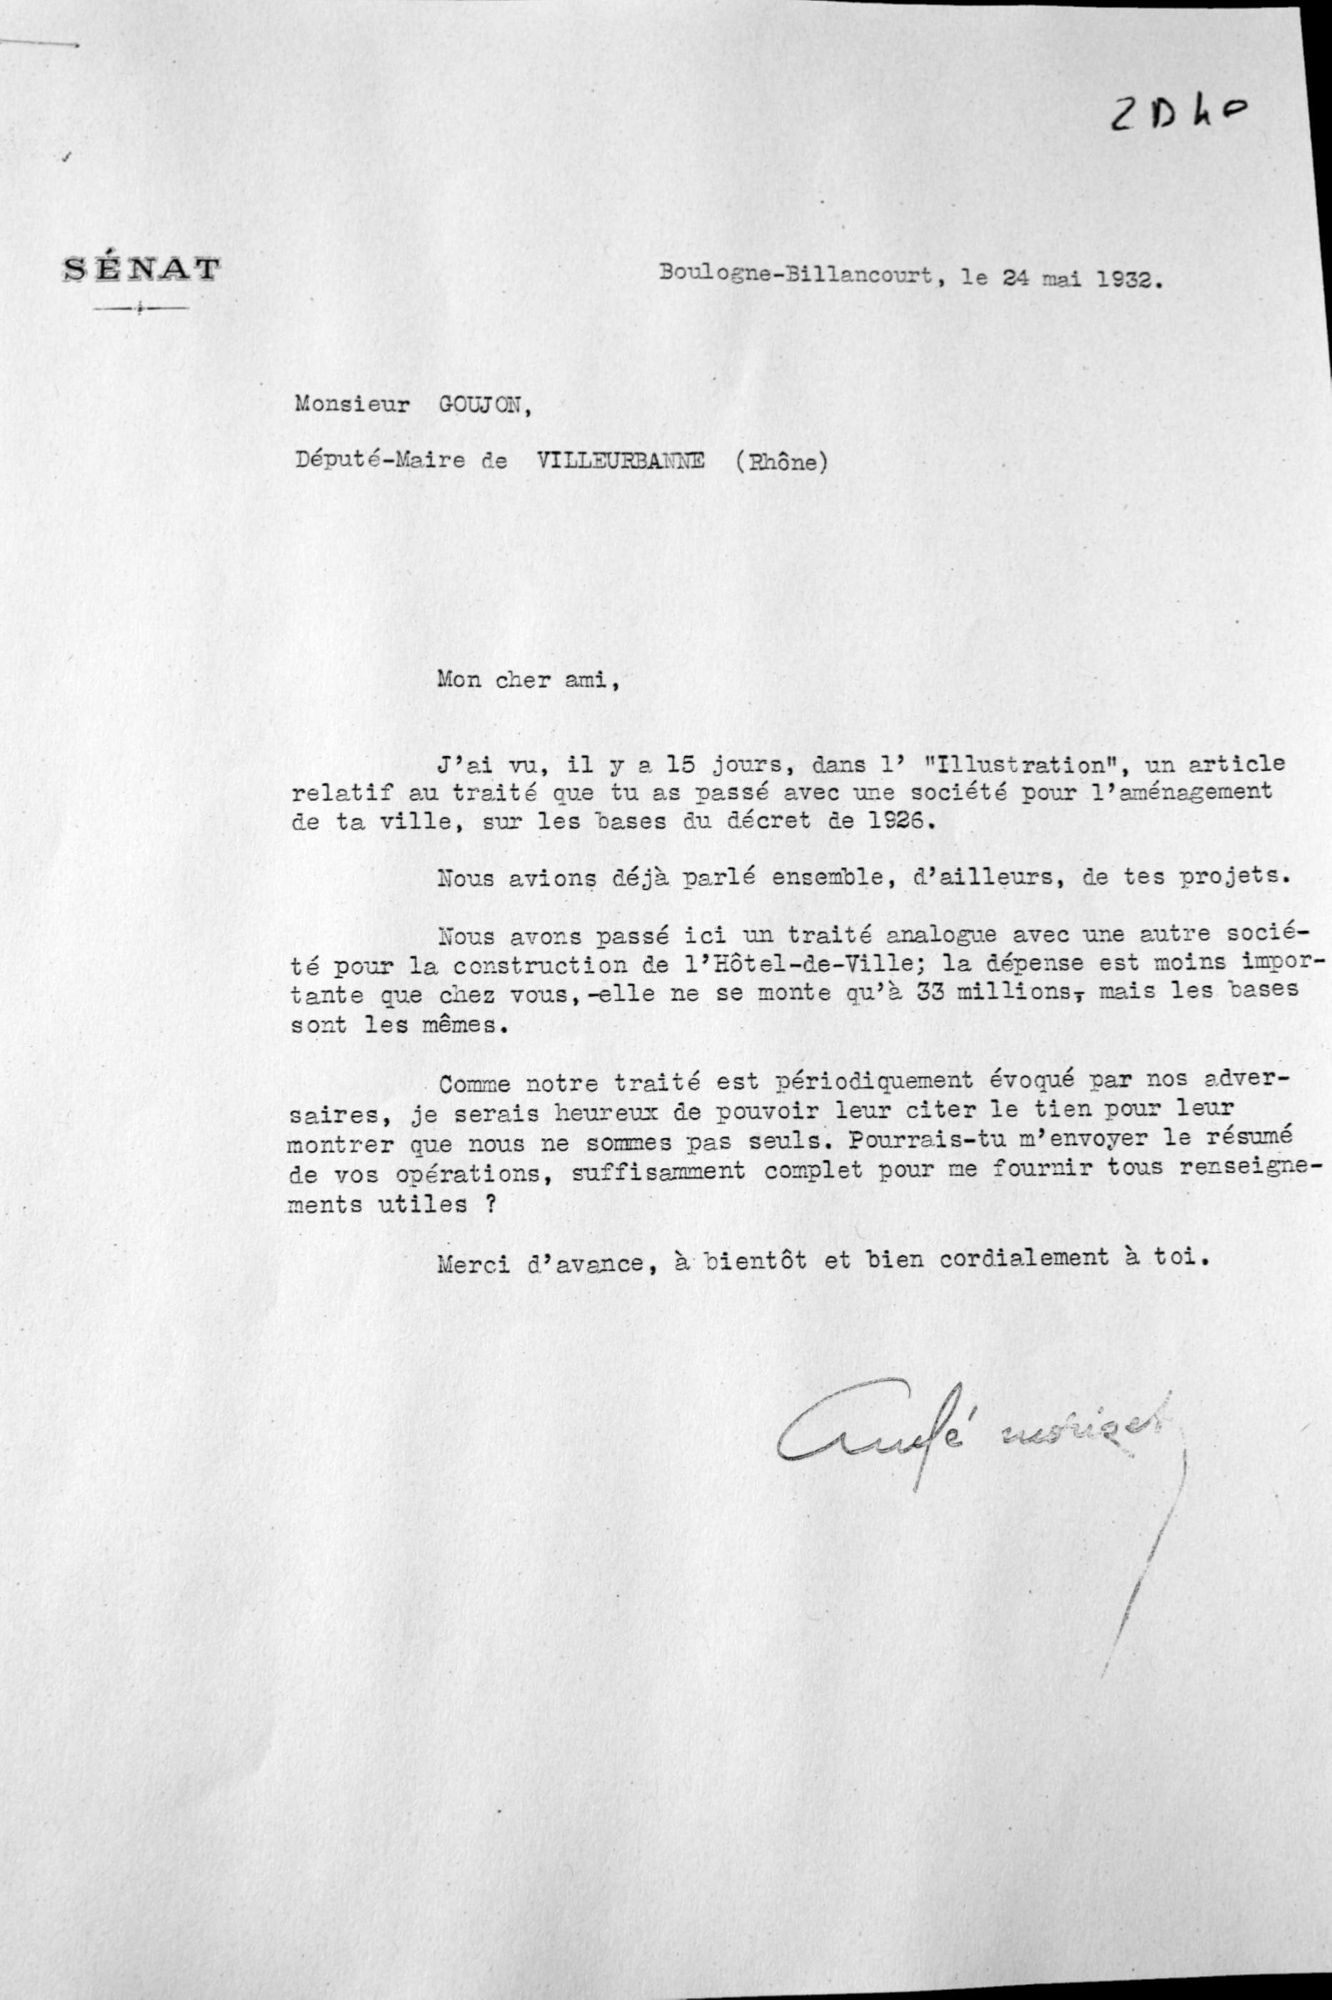 2D40
SÉNAT
Boulogne-Billancourt, le 24 mai 1932.
Monsieur GOUJON,
Député-Maire de VILLEURBANNE (Rhône)
Mon cher ami,
J'ai vu, il y a 15 jours, dans l' "Illustration", un article
relatif au traité que tu as passé avec une société pour l'aménagement
de ta ville, sur les bases du décret de 1926.
Nous avions déjà parlé ensemble, d'ailleurs, de tes projets.
Nous avons passé ici un traité analogue avec une autre socié-
té pour la construction de l'Hôtel-de-Ville; la dépense est moins impor-
tante que chez vous,-elle ne se monte qu'à 33 millions,- mais les bases
sont les mêmes.
Comme notre traité est périodiquement évoqué par nos adver-
saires, je serais heureux de pouvoir leur citer le tien pour leur
montrer que nous ne sommes pas seuls. Pourrais-tu m'envoyer le résumé
de vos opérations, suffisamment complet pour me fournir tous renseigne-
ments utiles ?
Merci d'avance, à bientôt et bien cordialement à toi.
André Morizet